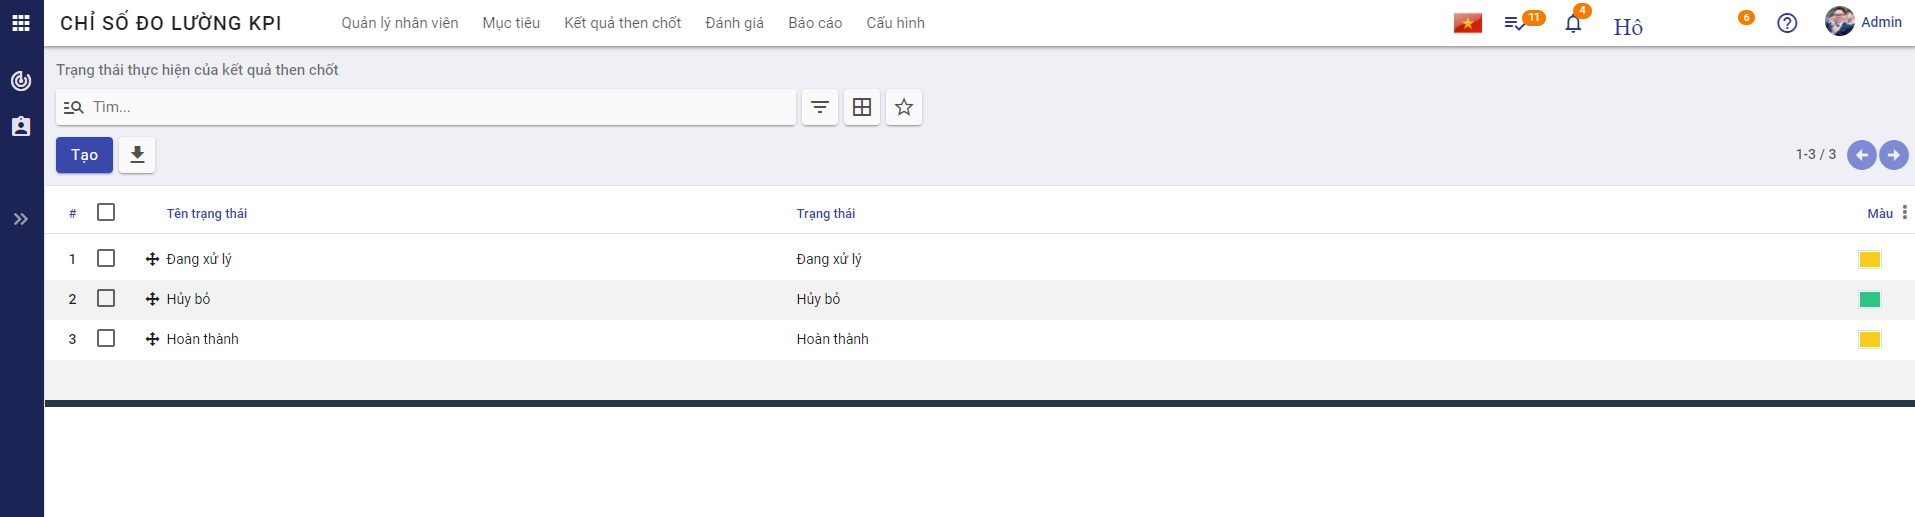 CHỈ SỐ ĐO LƯỜNG KPI Quản lý nhân viên Mục tiêu Kết quả then chốt Đánh giá Báo cáo Cấu hình 11 4 Hô 6 Admin
Trạng thái thực hiện của kết quả then chốt
Tìm...
Tạo 1-3 / 3
# Tên trạng thái Trạng thái Màu
1 Đang xử lý Đang xử lý
2 Hủy bỏ Hủy bỏ
3 Hoàn thành Hoàn thành